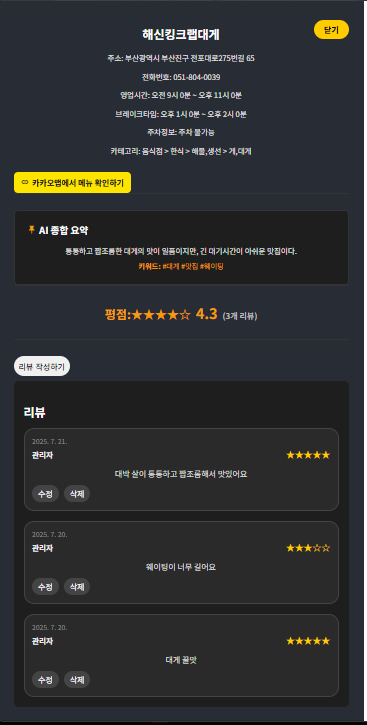 해신킹크랩대게
닫기
주소: 부산광역시 부산진구 전포대로275번길 65
전화번호: 051-804-0039
영업시간: 오전 9시 0분 ~ 오후 11시 0분
브레이크타임: 오후 1시 0분 ~ 오후 2시 0분
주차정보: 주차 불가능
카테고리: 음식점 > 한식 > 해물,생선 > 게,대게
카카오맵에서 메뉴 확인하기
AI 종합 요약
통통하고 짭조름한 대게의 맛이 일품이지만, 긴 대기시간이 아쉬운 맛집이다.
키워드: #대게 #맛집 #웨이팅
평점:★★★★☆ 4.3 (3개 리뷰)
리뷰 작성하기
리뷰
2025. 7. 21.
관리자 ★★★★★
대박 살이 통통하고 짭조름해서 맛있어요
수정 삭제
2025. 7. 20.
관리자 ★★★☆☆
웨이팅이 너무 길어요
수정 삭제
2025. 7. 20.
관리자 ★★★★★
대게 꿀맛
수정 삭제